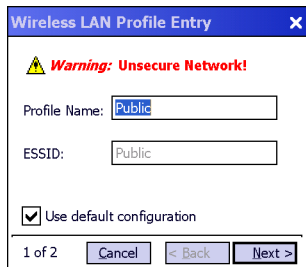 Wireless LAN Profile Entry
Warning: Unsecure Network!
Profile Name: Public
ESSID: Public
Use default configuration
1 of 2 Cancel < Back Next >